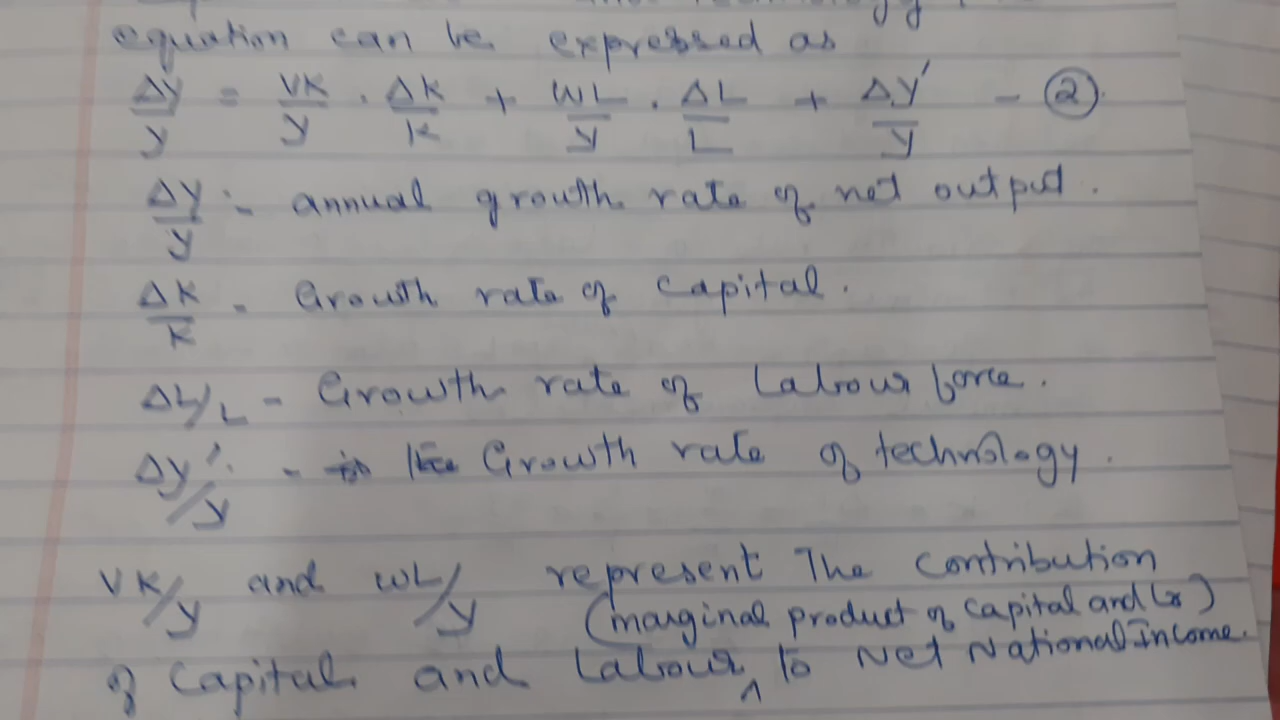 equation can be expressed as
ΔY/Y = VK/Y . ΔK/K + WL/Y . ΔL/L + ΔY'/Y - ②.
ΔY/Y :- annual growth rate of net output.
ΔK/K - Growth rate of Capital.
ΔL/L - Growth rate of Labour force.
ΔY'/Y - Growth rate of technology.
VK/Y and WL/Y represent The contribution
(marginal product of capital and Lr)
of Capital and Labour ^ to Net National Income.